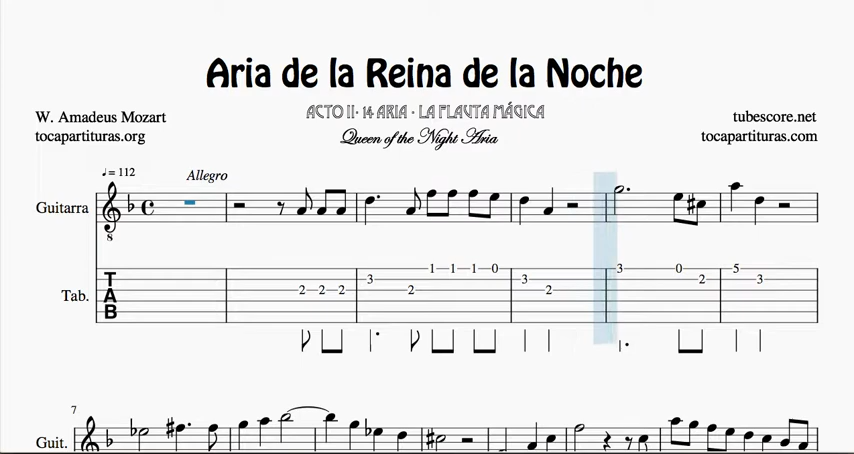 Aria de la Reina de la Noche
W. Amadeus Mozart ACTO II· 14 ARIA · LA FLAUTA MÁGICA tubescore.net
tocapartituras.org Queen of the Night Aria tocapartituras.com
♩ = 112 Allegro
Guitarra
8
3 1 1 1 0 3 3 0 5
Tab. 2 2 2 3 2 2 2 3
7
Guit.